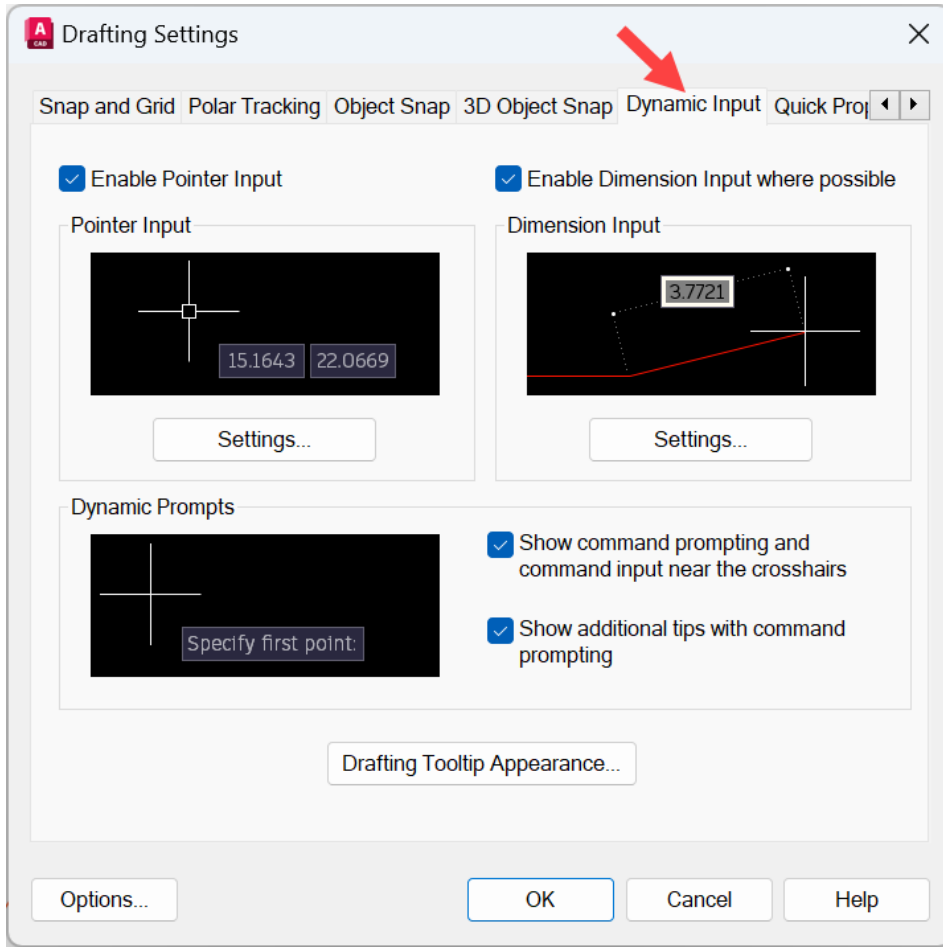 A
CAD
Drafting Settings
Snap and Grid Polar Tracking Object Snap 3D Object Snap Dynamic Input Quick Prop
Enable Pointer Input
Enable Dimension Input where possible
Pointer Input
Dimension Input
3.7721
15.1643 22.0669
Settings...
Settings...
Dynamic Prompts
Show command prompting and
command input near the crosshairs
Specify first point:
Show additional tips with command
prompting
Drafting Tooltip Appearance...
Options...
OK
Cancel
Help